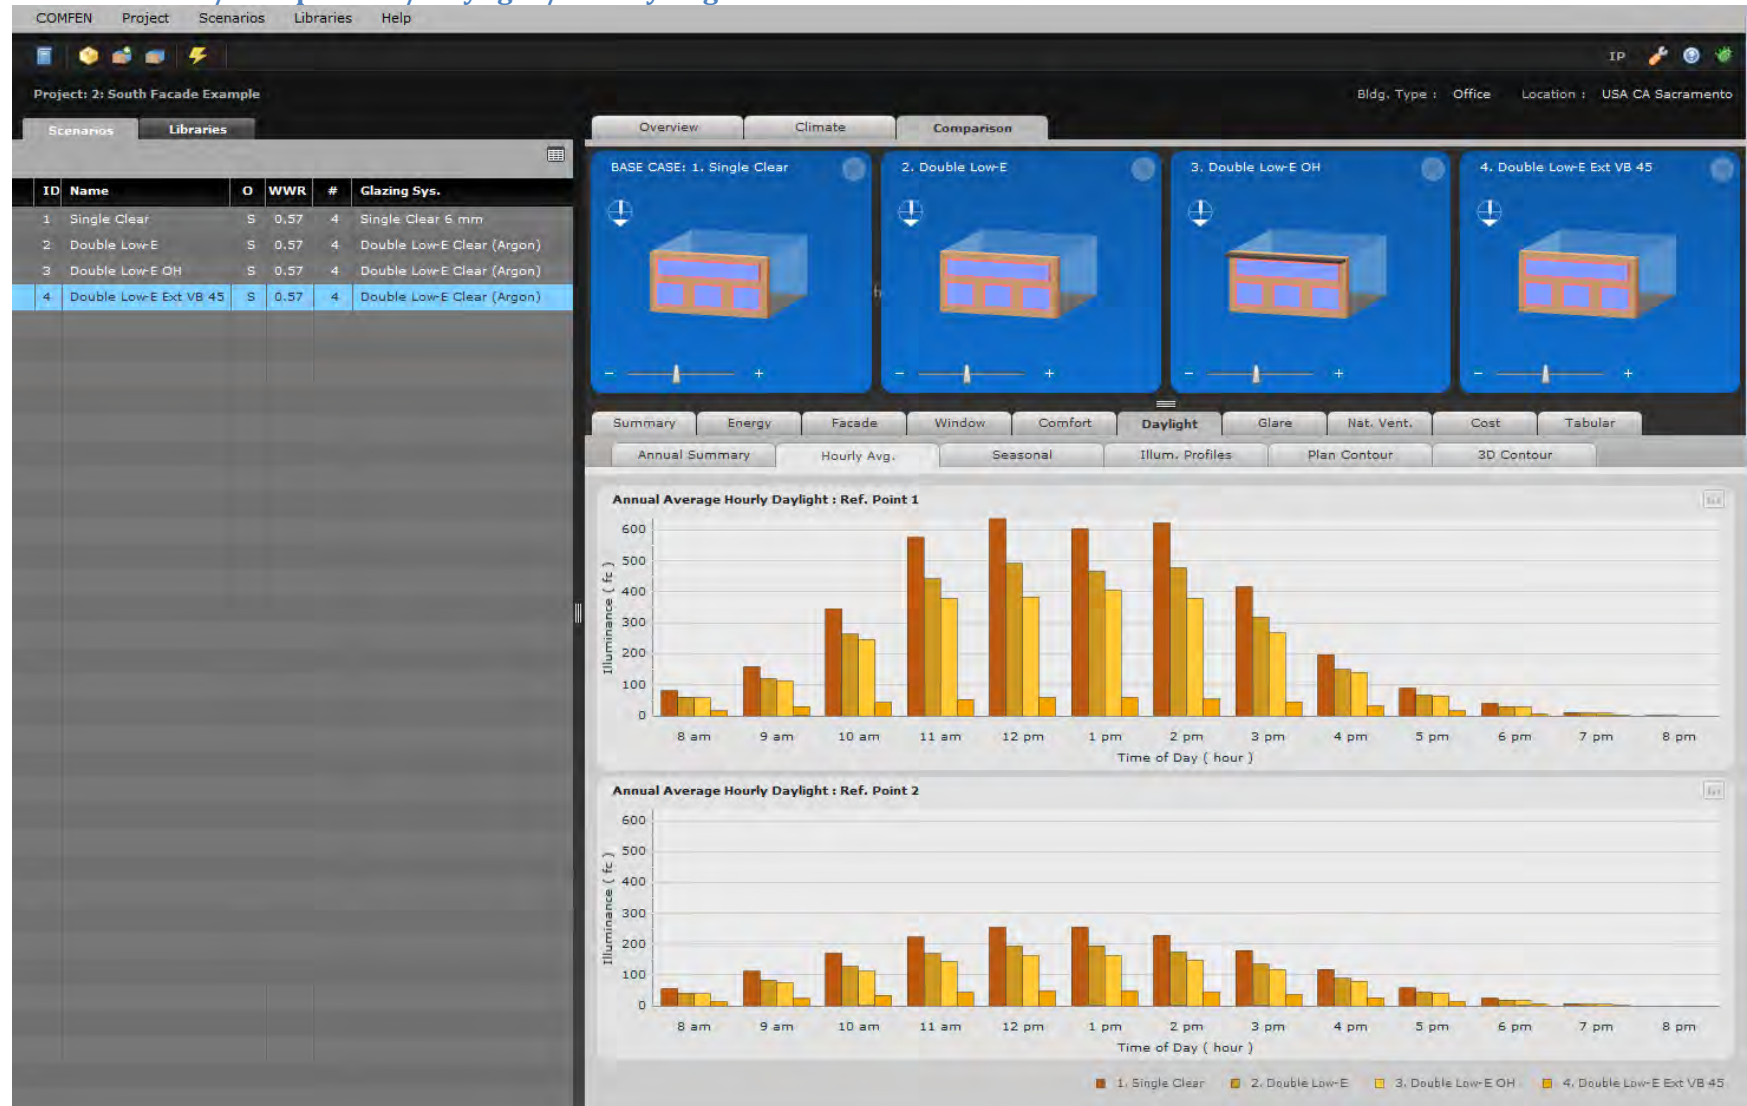 COMFEN Project Scenarios Libraries Help
IP
Project: 2: South Facade Example
Bldg. Type : Office Location : USA CA Sacramento
Scenarios Libraries
Overview Climate Comparison
ID Name O WWR # Glazing Sys.
1 Single Clear S 0.57 4 Single Clear 6 mm
2 Double Low-E S 0.57 4 Double Low-E Clear (Argon)
3 Double Low-E OH S 0.57 4 Double Low-E Clear (Argon)
4 Double Low-E Ext VB 45 S 0.57 4 Double Low-E Clear (Argon)
BASE CASE: 1. Single Clear
2. Double Low-E
3. Double Low-E OH
4. Double Low-E Ext VB 45
- +
- +
- +
- +
Summary Energy Facade Window Comfort Daylight Glare Nat. Vent. Cost Tabular
Annual Summary Hourly Avg. Seasonal Illum. Profiles Plan Contour 3D Contour
Annual Average Hourly Daylight : Ref. Point 1
Illuminance ( fc )
600
500
400
300
200
100
0
8 am 9 am 10 am 11 am 12 pm 1 pm 2 pm 3 pm 4 pm 5 pm 6 pm 7 pm 8 pm
Time of Day ( hour )
Annual Average Hourly Daylight : Ref. Point 2
Illuminance ( fc )
600
500
400
300
200
100
0
8 am 9 am 10 am 11 am 12 pm 1 pm 2 pm 3 pm 4 pm 5 pm 6 pm 7 pm 8 pm
Time of Day ( hour )
1. Single Clear 2. Double Low-E 3. Double Low-E OH 4. Double Low-E Ext VB 45